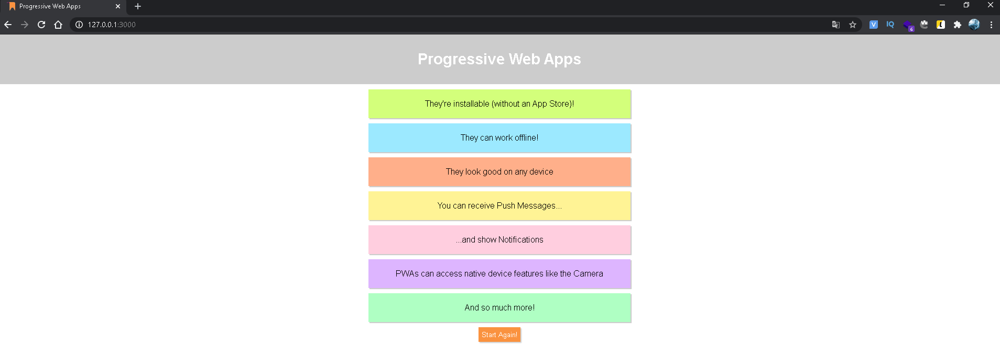 Progressive Web Apps
127.0.0.1:3000
V
IQ
6
L
Progressive Web Apps
They're installable (without an App Store)!
They can work offline!
They look good on any device
You can receive Push Messages...
...and show Notifications
PWAs can access native device features like the Camera
And so much more!
Start Again!